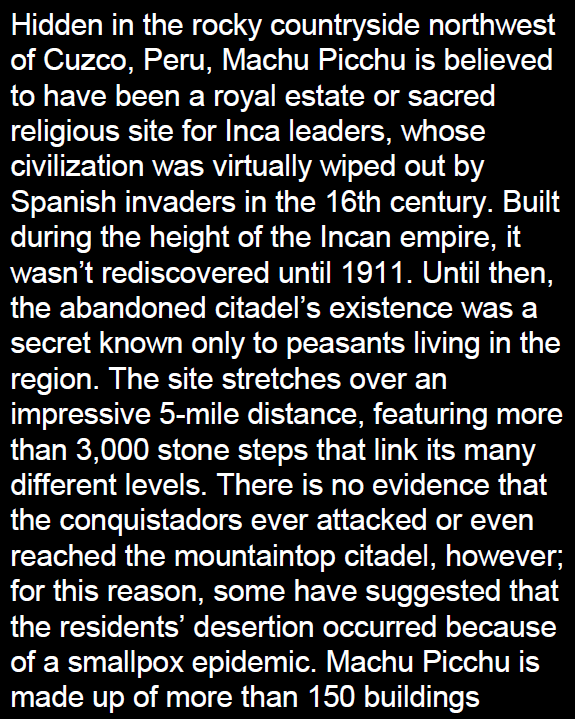 Hidden in the rocky countryside northwest
of Cuzco, Peru, Machu Picchu is believed
to have been a royal estate or sacred
religious site for Inca leaders, whose
civilization was virtually wiped out by
Spanish invaders in the 16th century. Built
during the height of the Incan empire, it
wasn’t rediscovered until 1911. Until then,
the abandoned citadel’s existence was a
secret known only to peasants living in the
region. The site stretches over an
impressive 5-mile distance, featuring more
than 3,000 stone steps that link its many
different levels. There is no evidence that
the conquistadors ever attacked or even
reached the mountaintop citadel, however;
for this reason, some have suggested that
the residents’ desertion occurred because
of a smallpox epidemic. Machu Picchu is
made up of more than 150 buildings